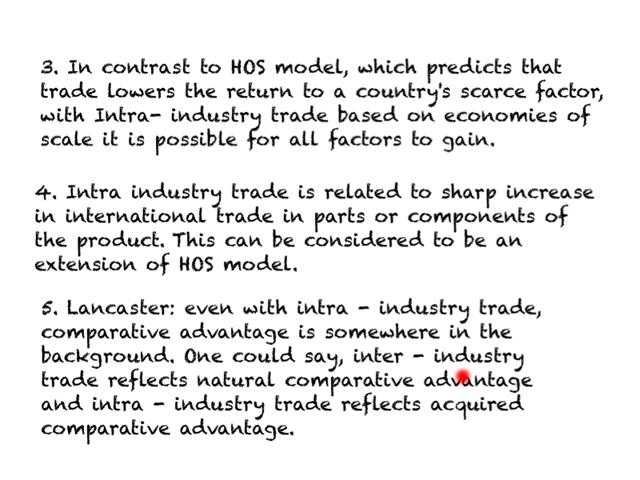 3. In contrast to HOS model, which predicts that
trade lowers the return to a country's scarce factor,
with Intra- industry trade based on economies of
scale it is possible for all factors to gain.
4. Intra industry trade is related to sharp increase
in international trade in parts or components of
the product. This can be considered to be an
extension of HOS model.
5. Lancaster: even with intra - industry trade,
comparative advantage is somewhere in the
background. One could say, inter - industry
trade reflects natural comparative advantage
and intra - industry trade reflects acquired
comparative advantage.